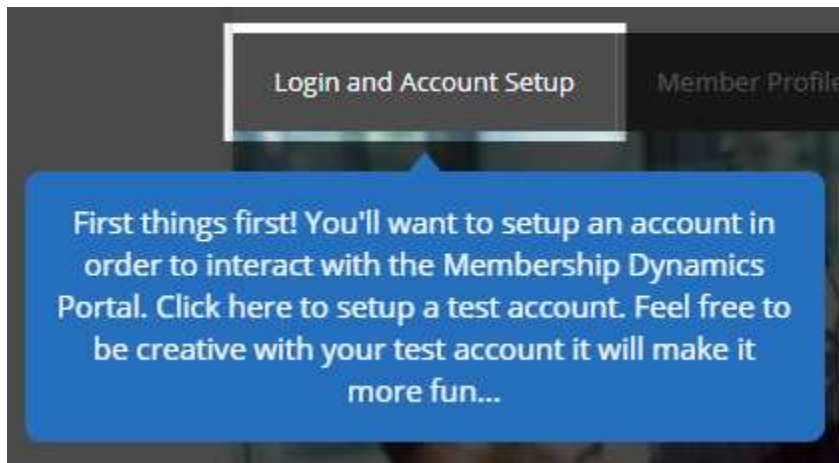 Login and Account Setup Member Profile
First things first! You'll want to setup an account in
order to interact with the Membership Dynamics
Portal. Click here to setup a test account. Feel free to
be creative with your test account it will make it
more fun...